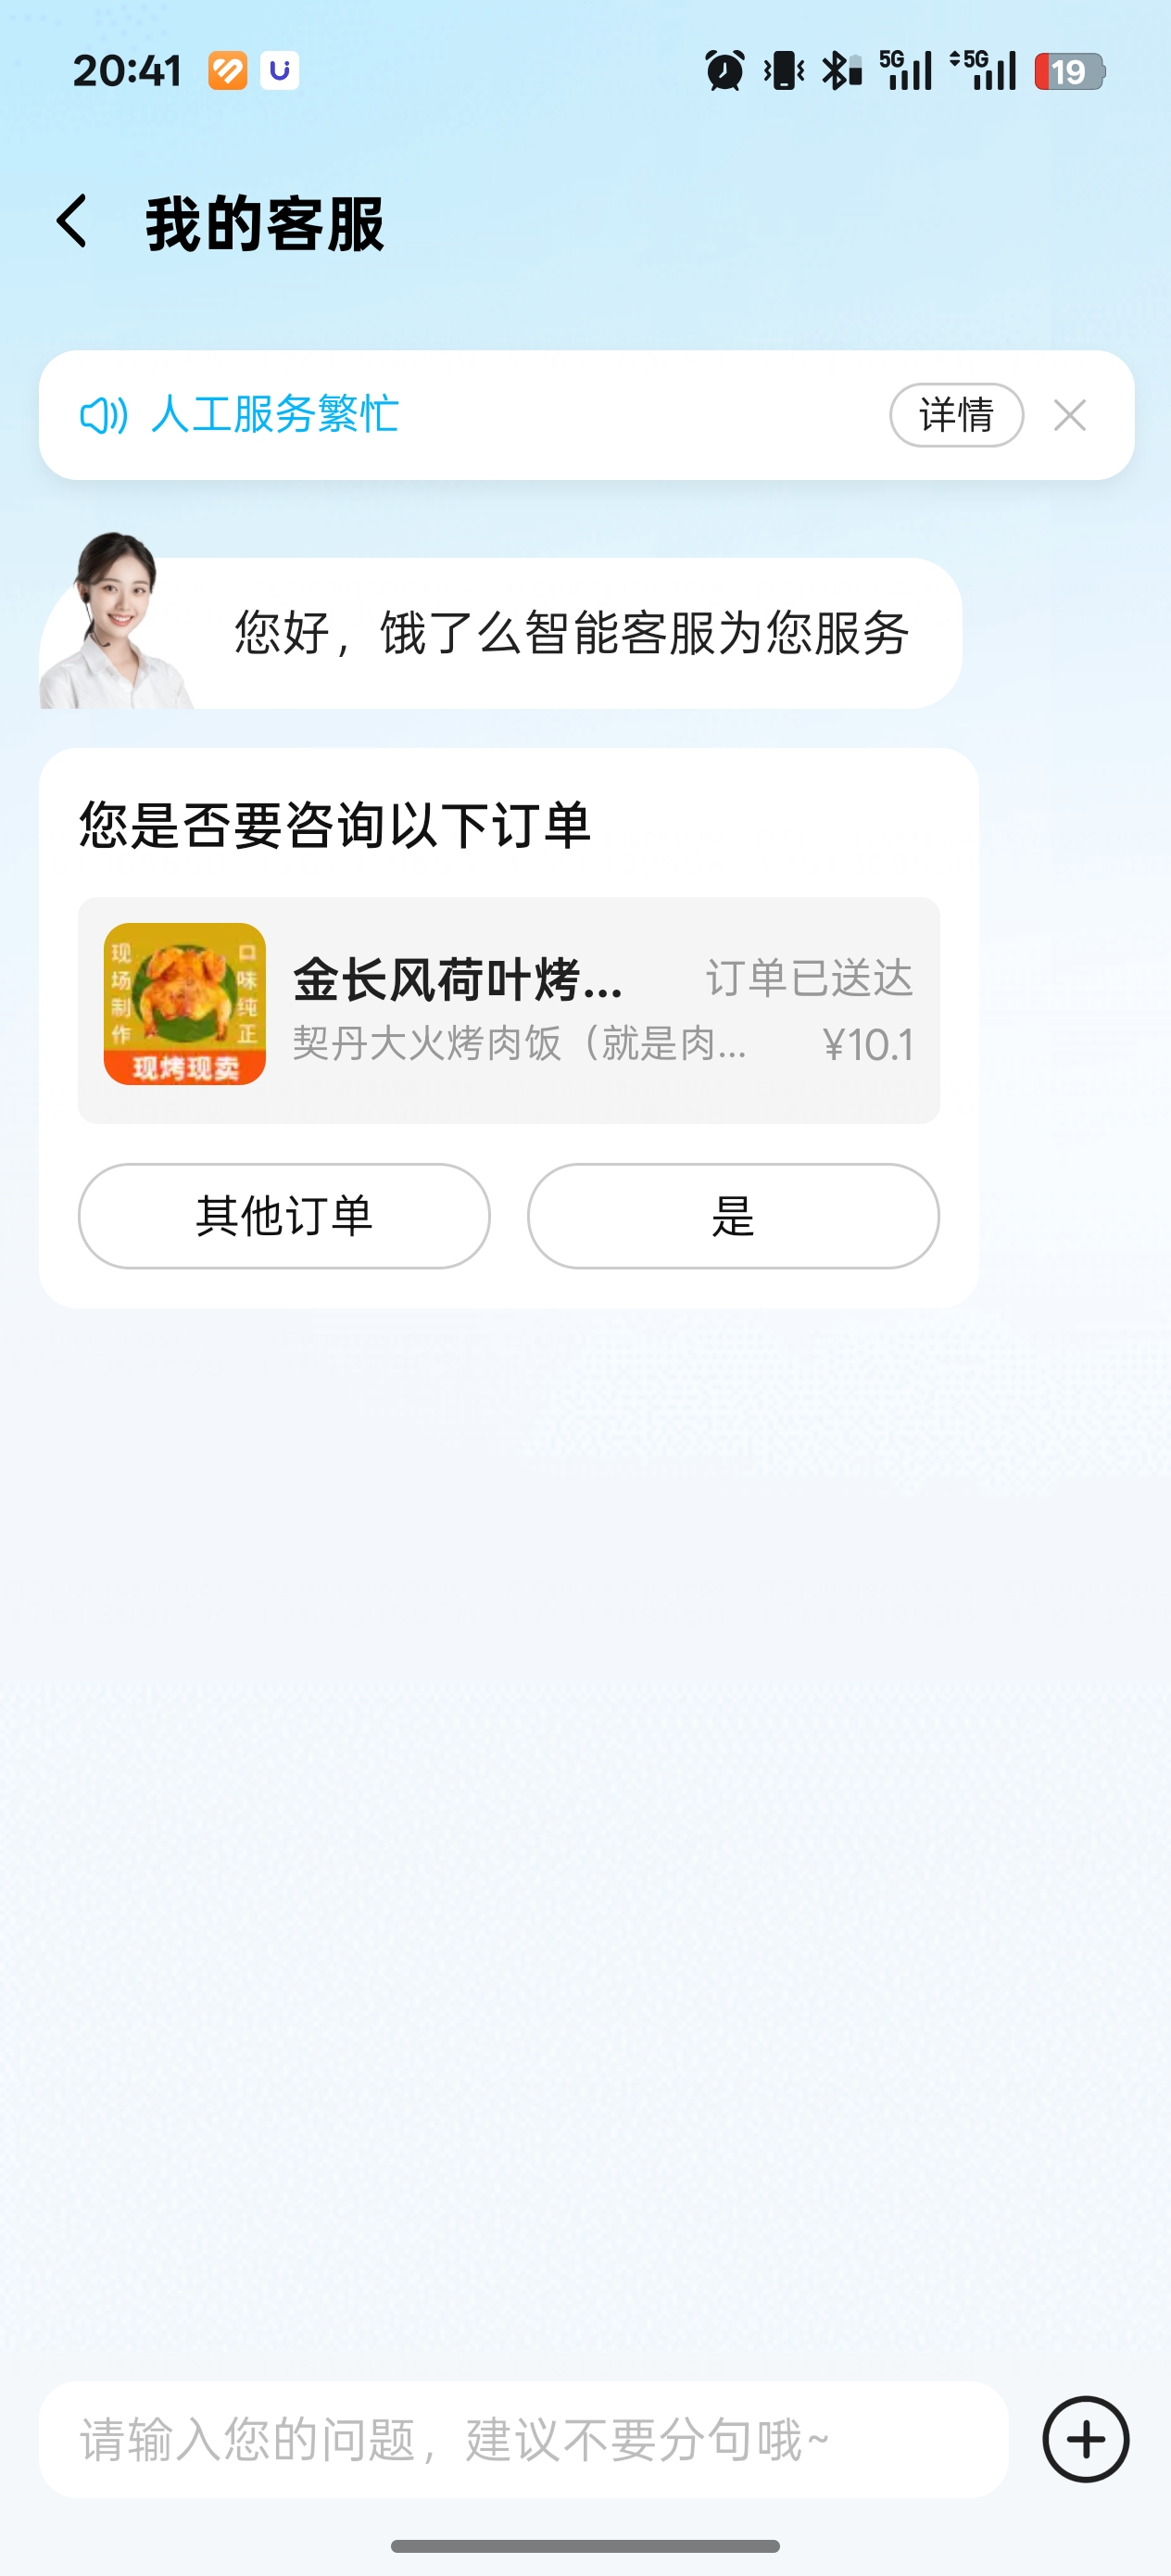 20:41
5G 5G 19
我的客服
人工服务繁忙 详情
您好，饿了么智能客服为您服务
您是否要咨询以下订单
现场制作 口味纯正
现烤现卖
金长风荷叶烤... 订单已送达
契丹大火烤肉饭（就是肉... ¥10.1
其他订单 是
请输入您的问题，建议不要分句哦~